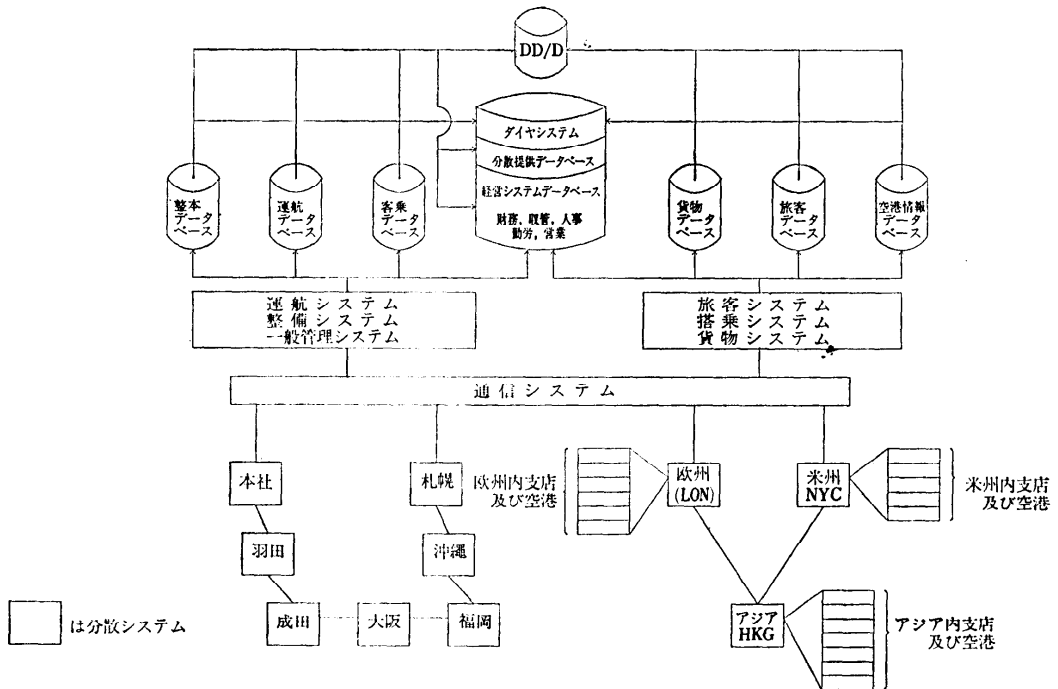 DD/D
ダイヤシステム
分散提供データベース
経営システムデータベース
財務, 収管, 人事
勤労, 営業
整本
データ
ベース
運航
データ
ベース
客乗
データ
ベース
貨物
データ
ベース
旅客
データ
ベース
空港情報
データ
ベース
運航システム
整備システム
一般管理システム
旅客システム
搭乗システム
貨物システム
通信システム
本社
札幌
欧州内支店
及び空港
欧州
(LON)
米州
NYC
米州内支店
及び空港
羽田
沖縄
成田
大阪
福岡
アジア
HKG
アジア内支店
及び空港
は分散システム